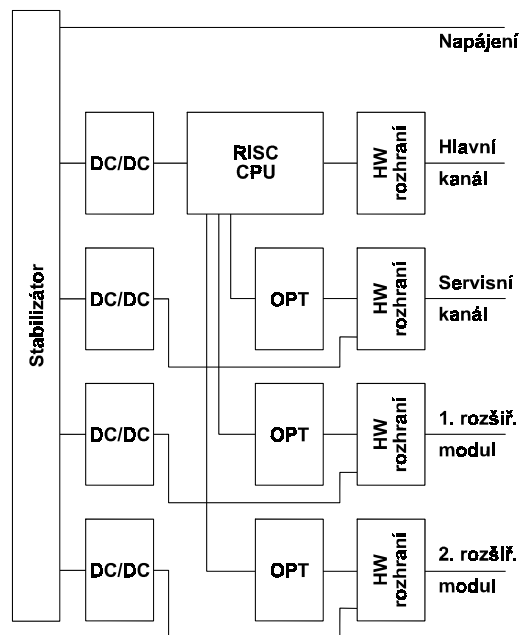 Napájení
Stabilizátor
DC/DC
RISC
CPU
HW
rozhraní
Hlavní
kanál
DC/DC
OPT
HW
rozhraní
Servisní
kanál
DC/DC
OPT
HW
rozhraní
1. rozšiř.
modul
DC/DC
OPT
HW
rozhraní
2. rozšiř.
modul